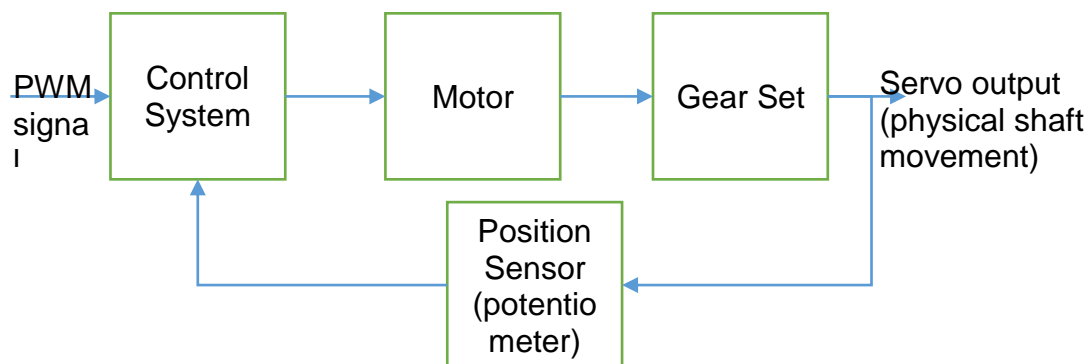 PWM
signa
l
Control
System
Motor
Gear Set
Servo output
(physical shaft
movement)
Position
Sensor
(potentio
meter)